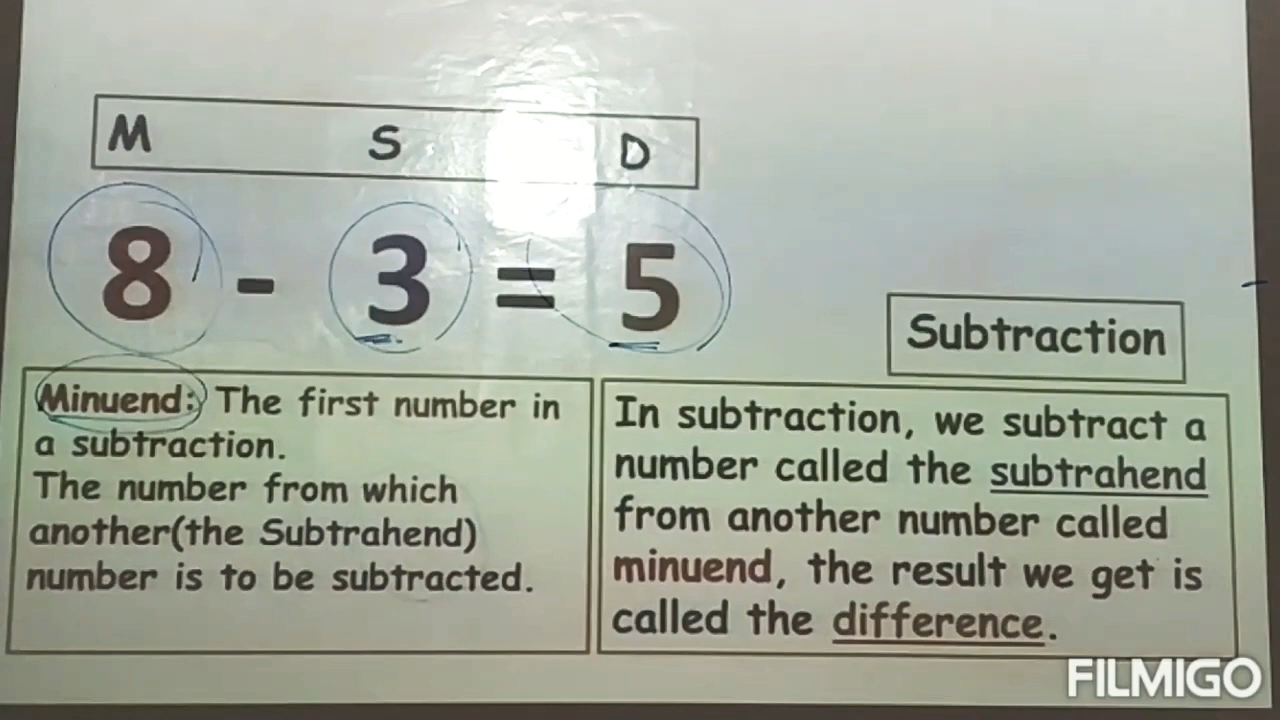 M S D
8 - 3 = 5
Subtraction
Minuend: The first number in
a subtraction.
The number from which
another(the Subtrahend)
number is to be subtracted.
In subtraction, we subtract a
number called the subtrahend
from another number called
minuend, the result we get is
called the difference.
FILMIGO